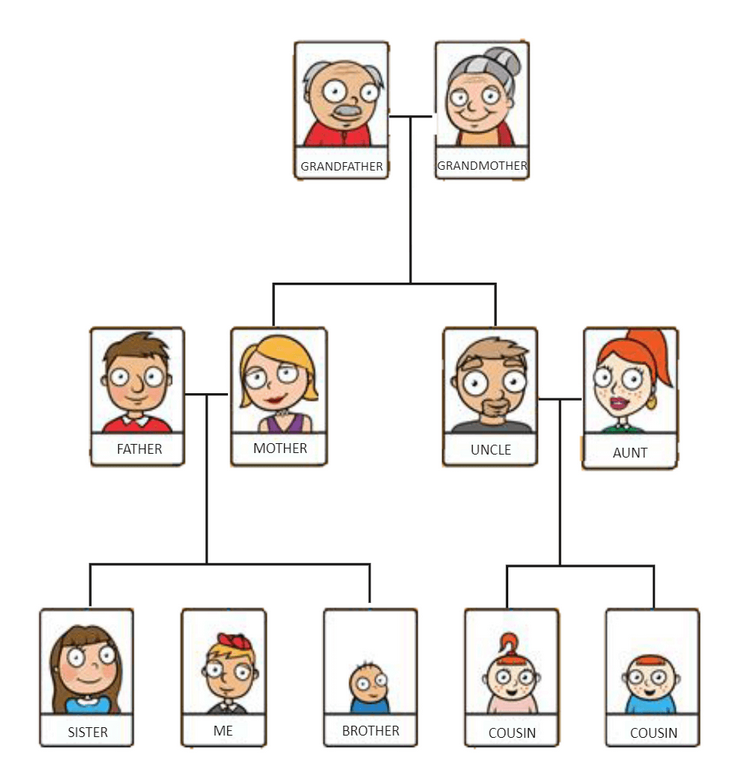 GRANDFATHER
GRANDMOTHER
FATHER
MOTHER
UNCLE
AUNT
SISTER
ME
BROTHER
COUSIN
COUSIN